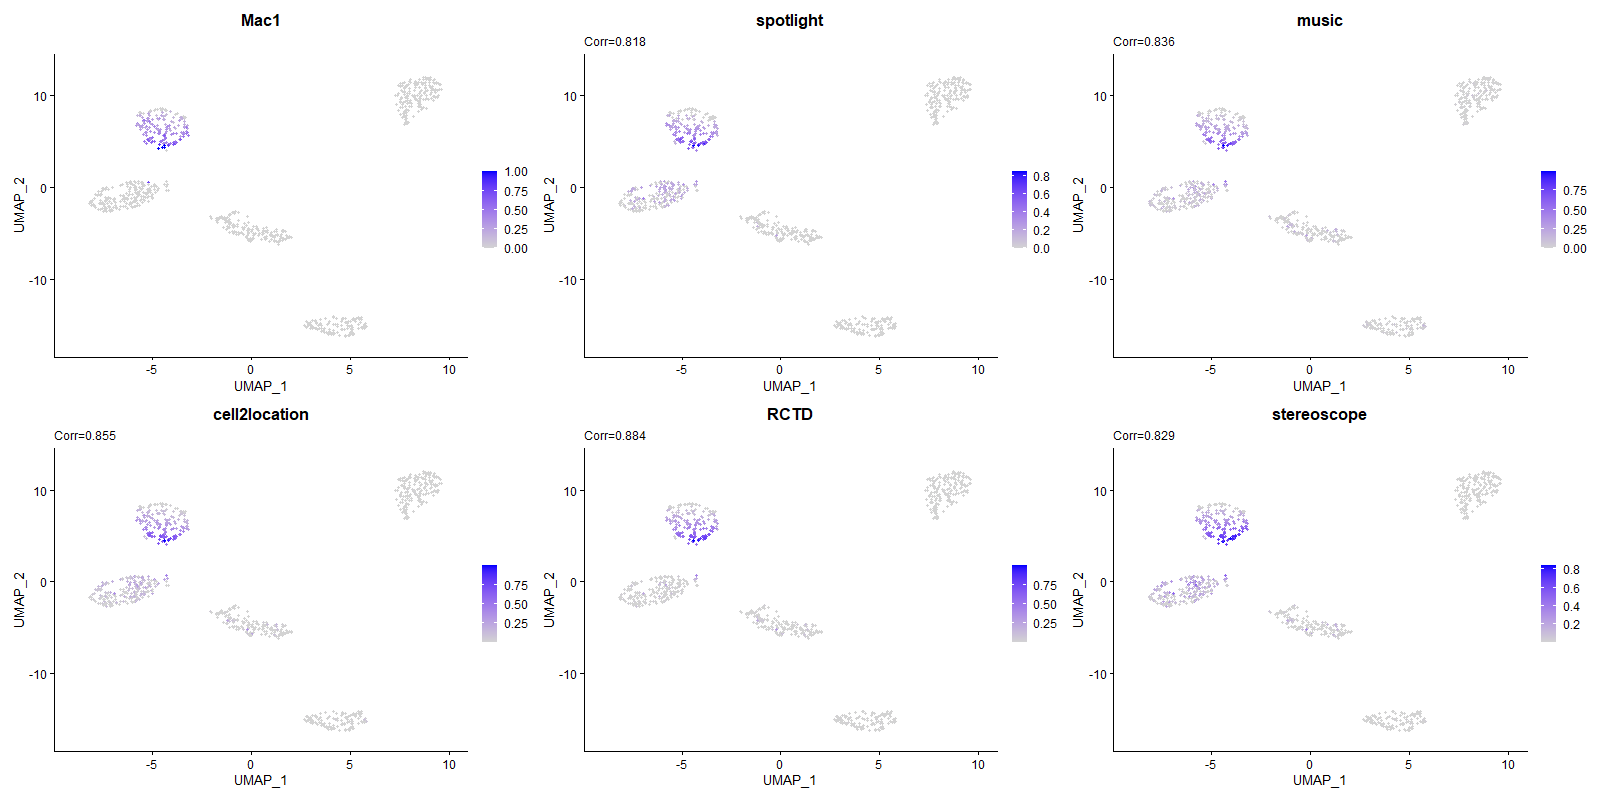 Mac1
UMAP_2
10
0
-10
-5
0
5
10
UMAP_1
1.00
0.75
0.50
0.25
0.00
spotlight
Corr=0.818
UMAP_2
10
0
-10
-5
0
5
10
UMAP_1
0.8
0.6
0.4
0.2
0.0
music
Corr=0.836
UMAP_2
10
0
-10
-5
0
5
10
UMAP_1
0.75
0.50
0.25
0.00
cell2location
Corr=0.855
UMAP_2
10
0
-10
-5
0
5
10
UMAP_1
0.75
0.50
0.25
RCTD
Corr=0.884
UMAP_2
10
0
-10
-5
0
5
10
UMAP_1
0.75
0.50
0.25
stereoscope
Corr=0.829
UMAP_2
10
0
-10
-5
0
5
10
UMAP_1
0.8
0.6
0.4
0.2